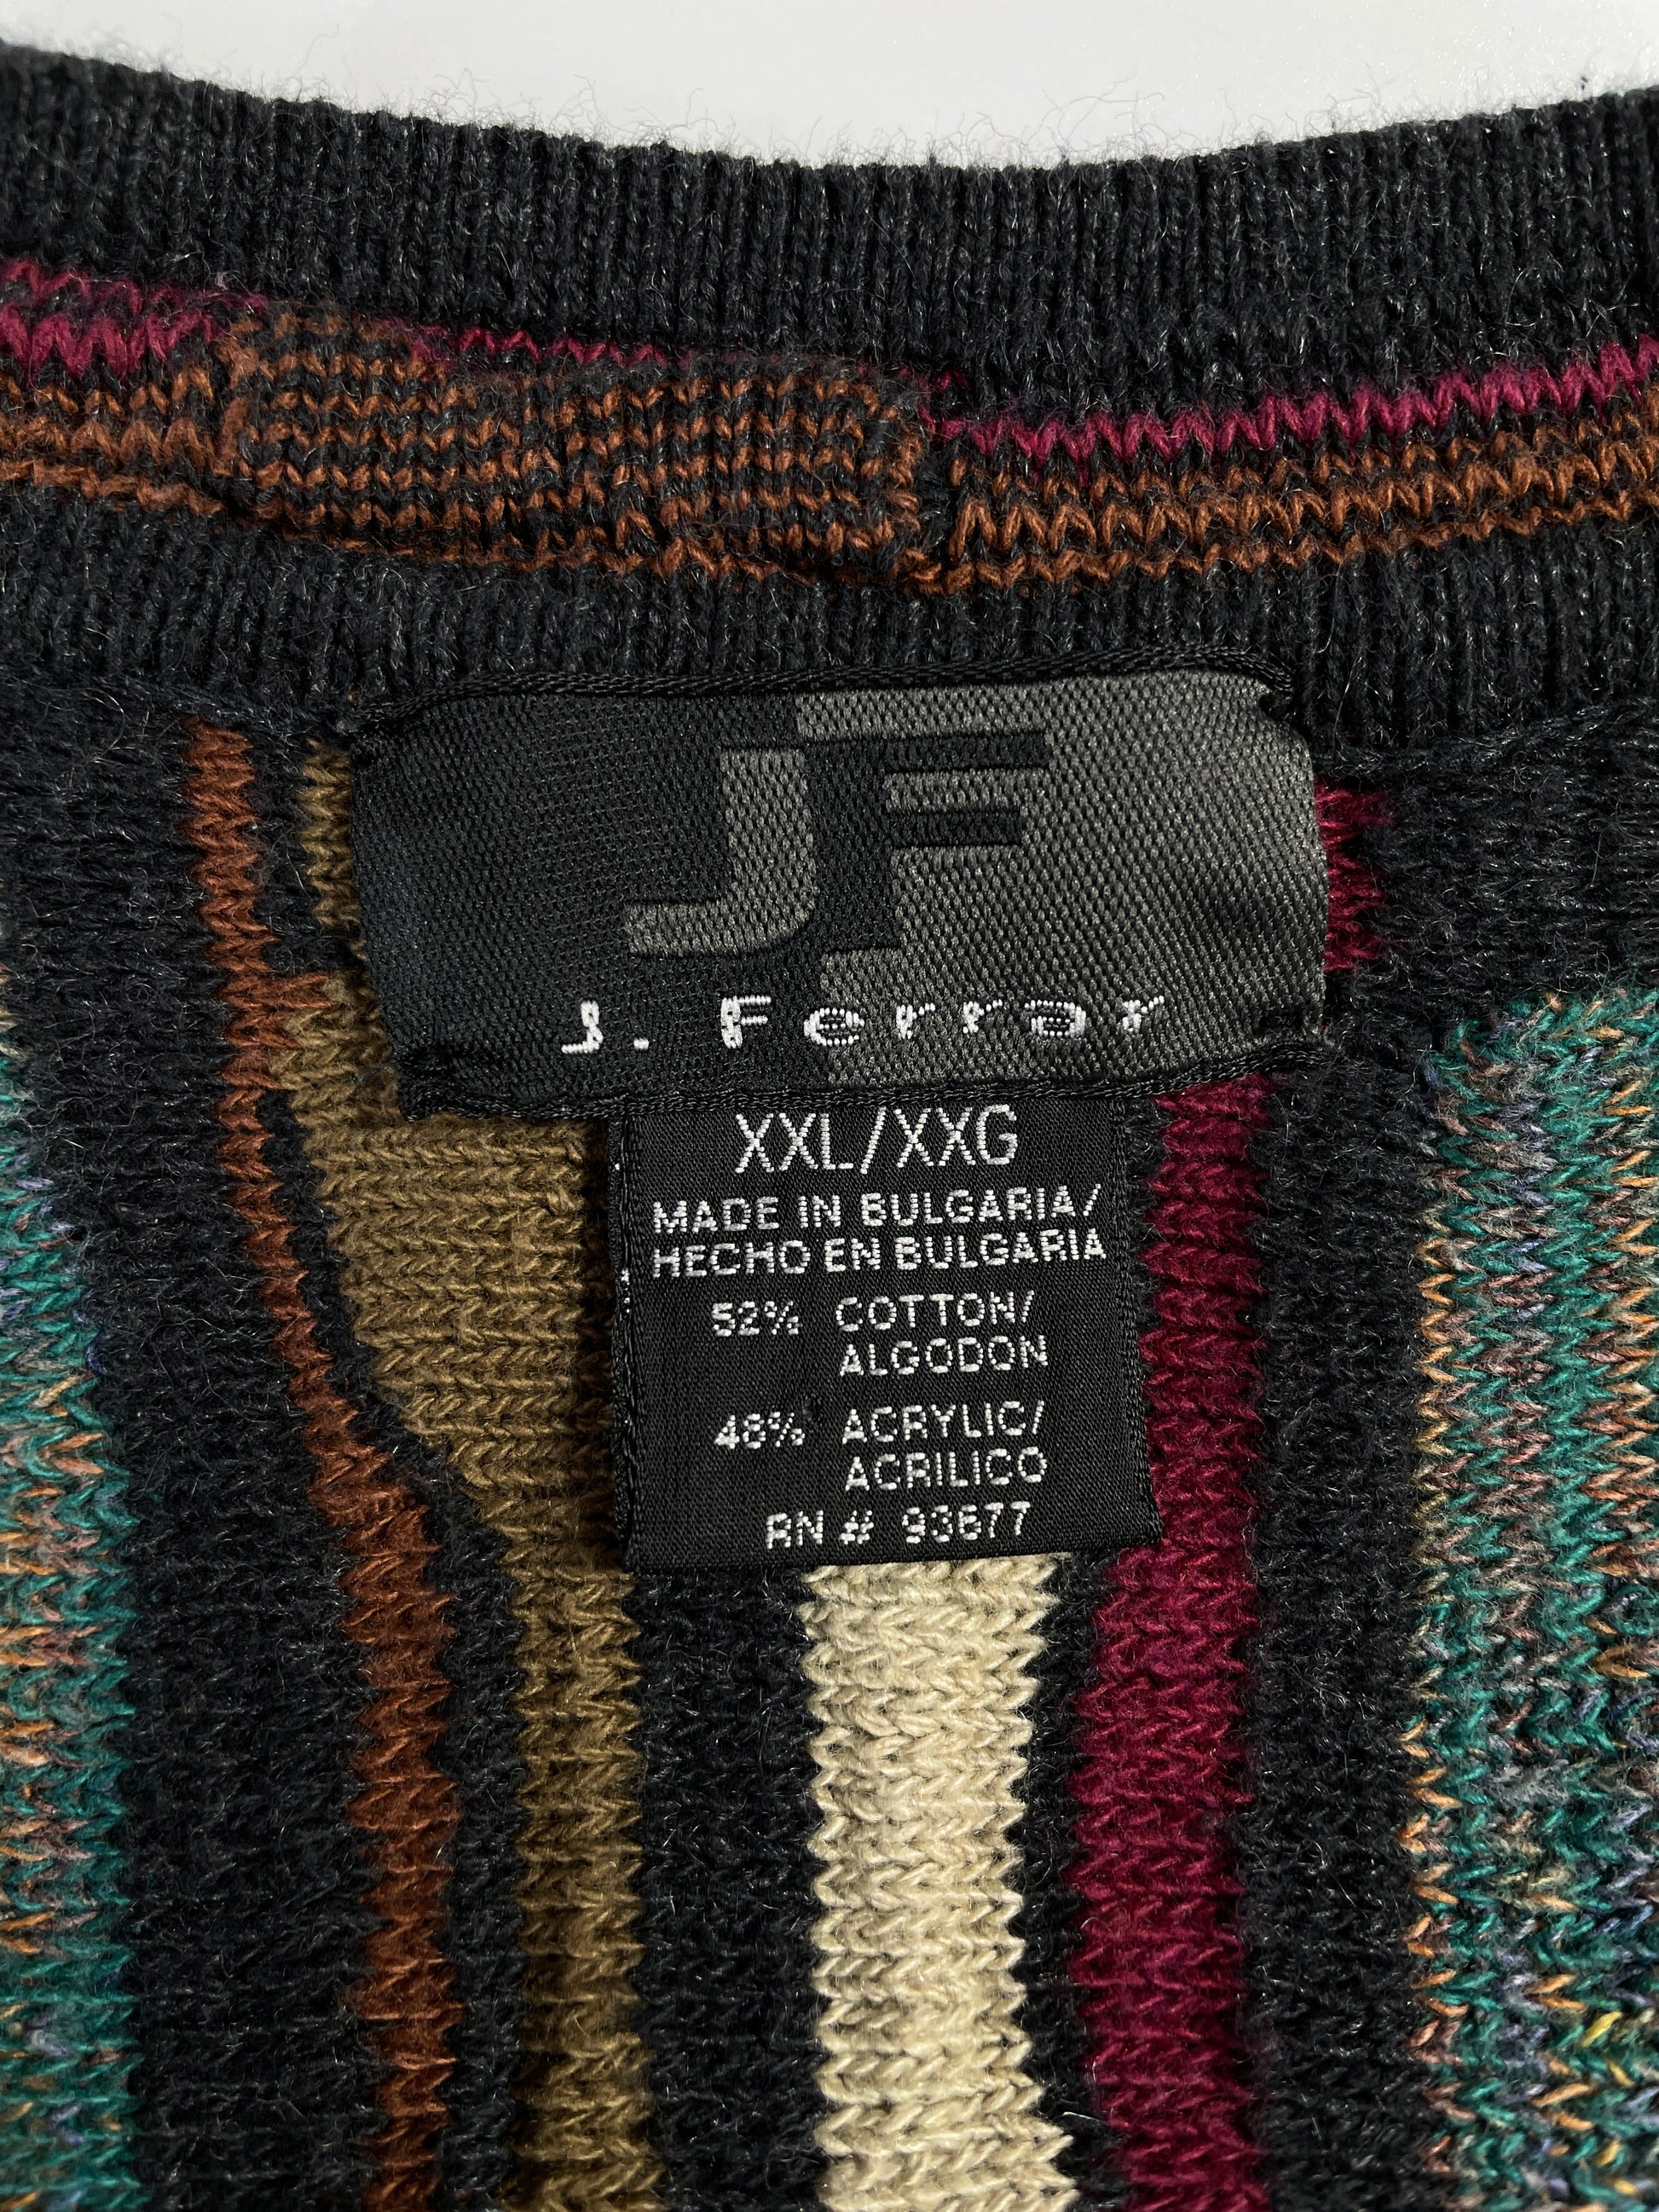 JF
J. Ferrar
XXL/XXG
MADE IN BULGARIA/
HECHO EN BULGARIA
52% COTTON/
ALGODON
48% ACRYLIC/
ACRILICO
RN # 93677